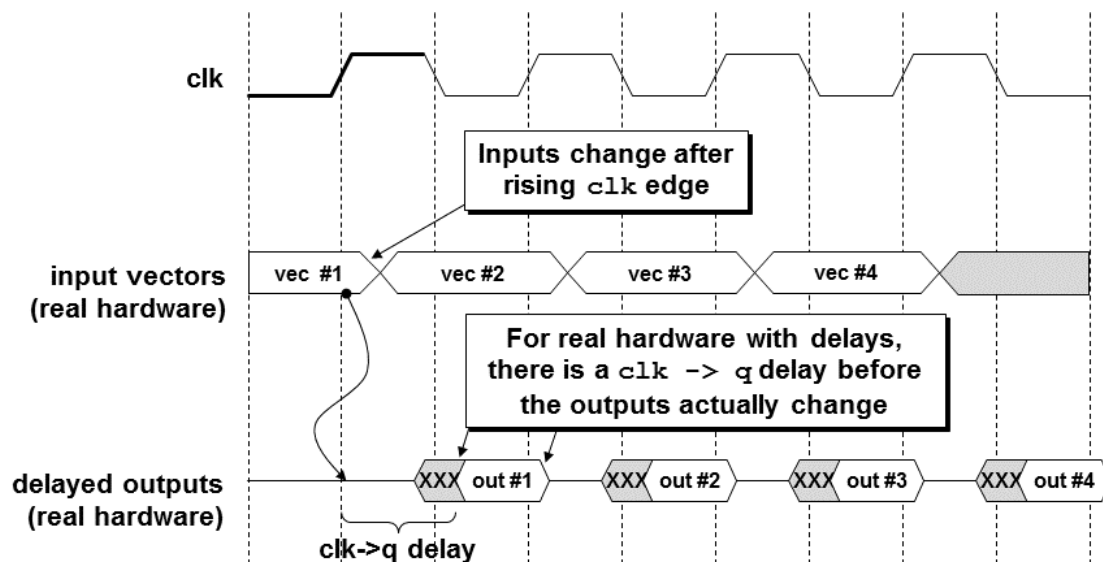 clk
Inputs change after
rising clk edge
input vectors
(real hardware)
vec #1
vec #2
vec #3
vec #4
For real hardware with delays,
there is a clk -> q delay before
the outputs actually change
delayed outputs
(real hardware)
XXX out #1
XXX out #2
XXX out #3
XXX out #4
clk->q delay